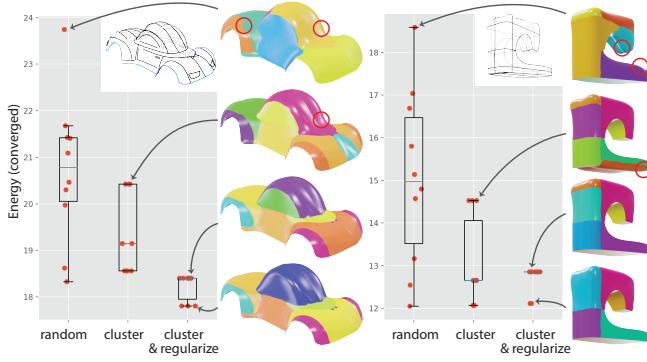 Energy (converged)
24
23
22
21
20
19
18
random
cluster
cluster
& regularize
18
17
16
15
14
13
12
random
cluster
cluster
& regularize